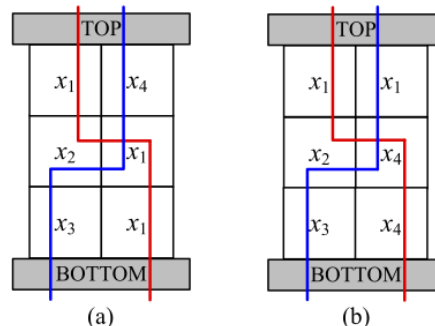 TOP
x₁ x₄
x₂ x₁
x₃ x₁
BOTTOM
(a)
TOP
x₁ x₁
x₂ x₄
x₃ x₄
BOTTOM
(b)